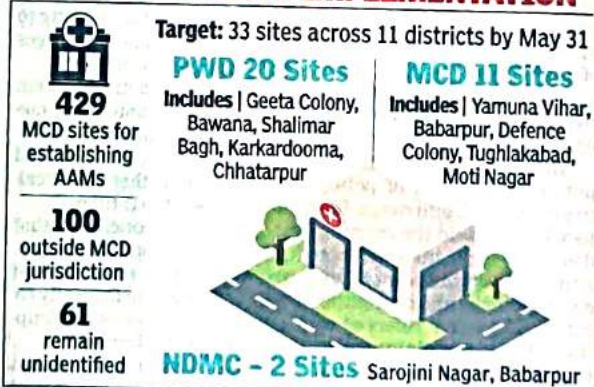 Target: 33 sites across 11 districts by May 31
429
MCD sites for
establishing
AAMs
100
outside MCD
jurisdiction
61
remain
unidentified
PWD 20 Sites
Includes | Geeta Colony,
Bawana, Shalimar
Bagh, Karkardooma,
Chhatarpur
MCD 11 Sites
Includes | Yamuna Vihar,
Babarpur, Defence
Colony, Tughlakabad,
Moti Nagar
NDMC - 2 Sites Sarojini Nagar, Babarpur